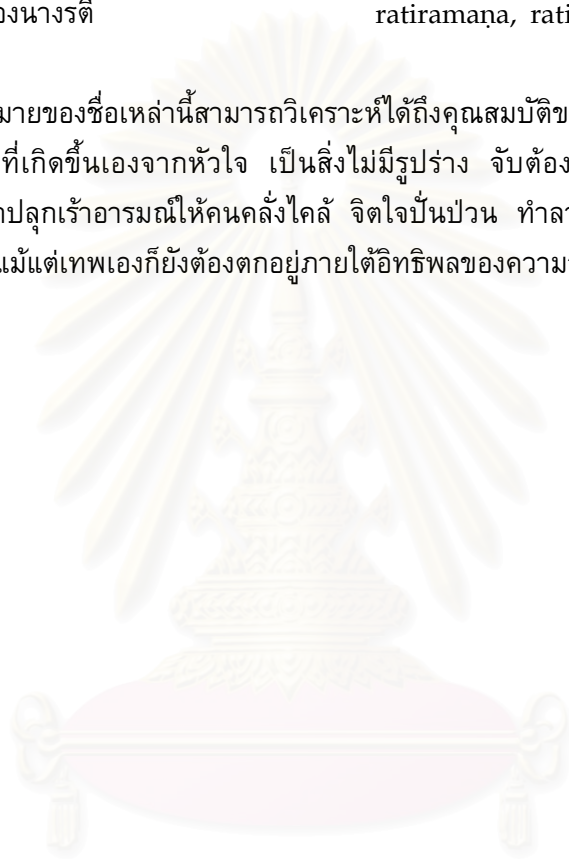 องนางรตี ratiramaṇa, rati
มายของชื่อเหล่านี้สามารถวิเคราะห์ได้ถึงคุณสมบัติข
ที่เกิดขึ้นเองจากหัวใจ เป็นสิ่งไม่มีรูปร่าง จับต้อง
าปลุกเร้าอารมณ์ให้คนคลั่งไคล้ จิตใจปั่นป่วน ทำลา
แม้แต่เทพเองก็ยังต้องตกอยู่ภายใต้อิทธิพลของความ